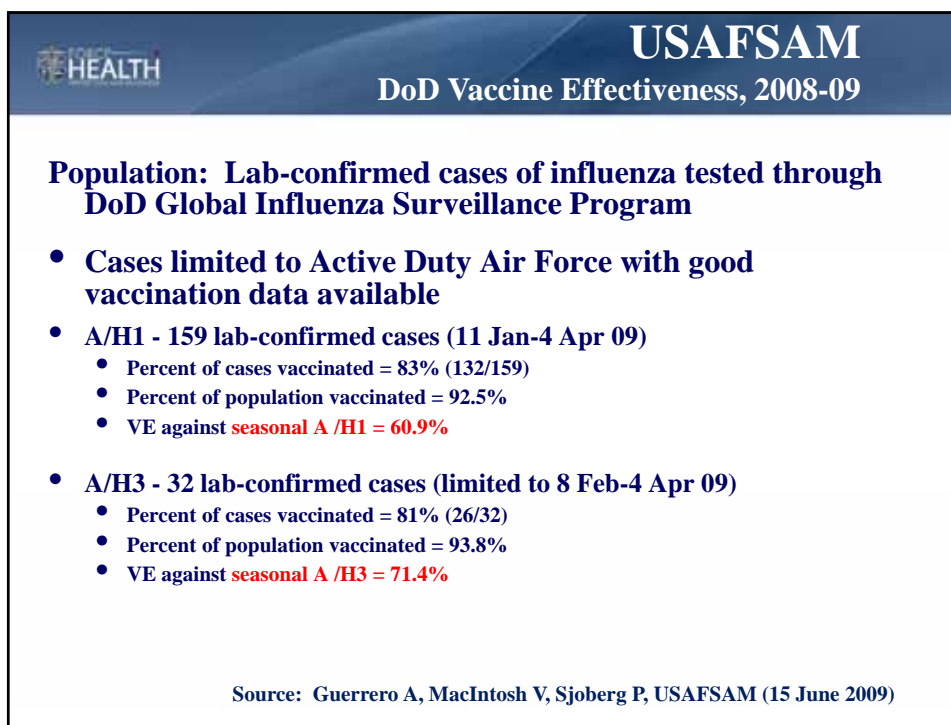 FORCE
HEALTH
USAFSAM
DoD Vaccine Effectiveness, 2008-09
Population: Lab-confirmed cases of influenza tested through
DoD Global Influenza Surveillance Program
• Cases limited to Active Duty Air Force with good
vaccination data available
• A/H1 - 159 lab-confirmed cases (11 Jan-4 Apr 09)
• Percent of cases vaccinated = 83% (132/159)
• Percent of population vaccinated = 92.5%
• VE against seasonal A /H1 = 60.9%
• A/H3 - 32 lab-confirmed cases (limited to 8 Feb-4 Apr 09)
• Percent of cases vaccinated = 81% (26/32)
• Percent of population vaccinated = 93.8%
• VE against seasonal A /H3 = 71.4%
Source: Guerrero A, MacIntosh V, Sjoberg P, USAFSAM (15 June 2009)